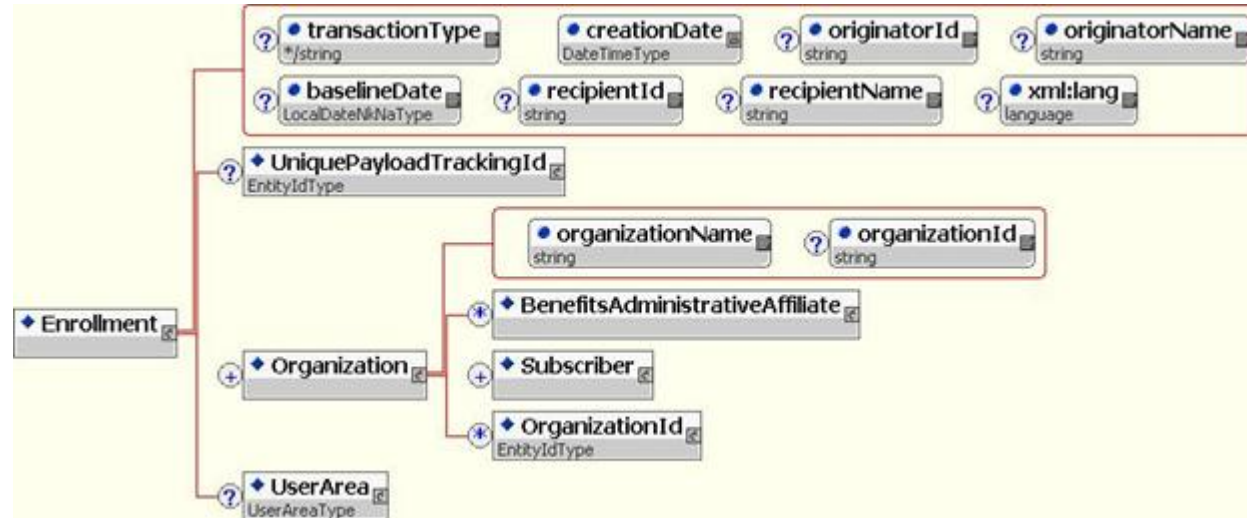 transactionType
*/string
creationDate
DateTimeType
originatorId
string
originatorName
string
baselineDate
LocalDateNkNaType
recipientId
string
recipientName
string
xml:lang
language
? UniquePayloadTrackingId
EntityIdType
organizationName
string
? organizationId
string
Enrollment
* BenefitsAdministrativeAffiliate
+ Organization
+ Subscriber
* OrganizationId
EntityIdType
? UserArea
UserAreaType